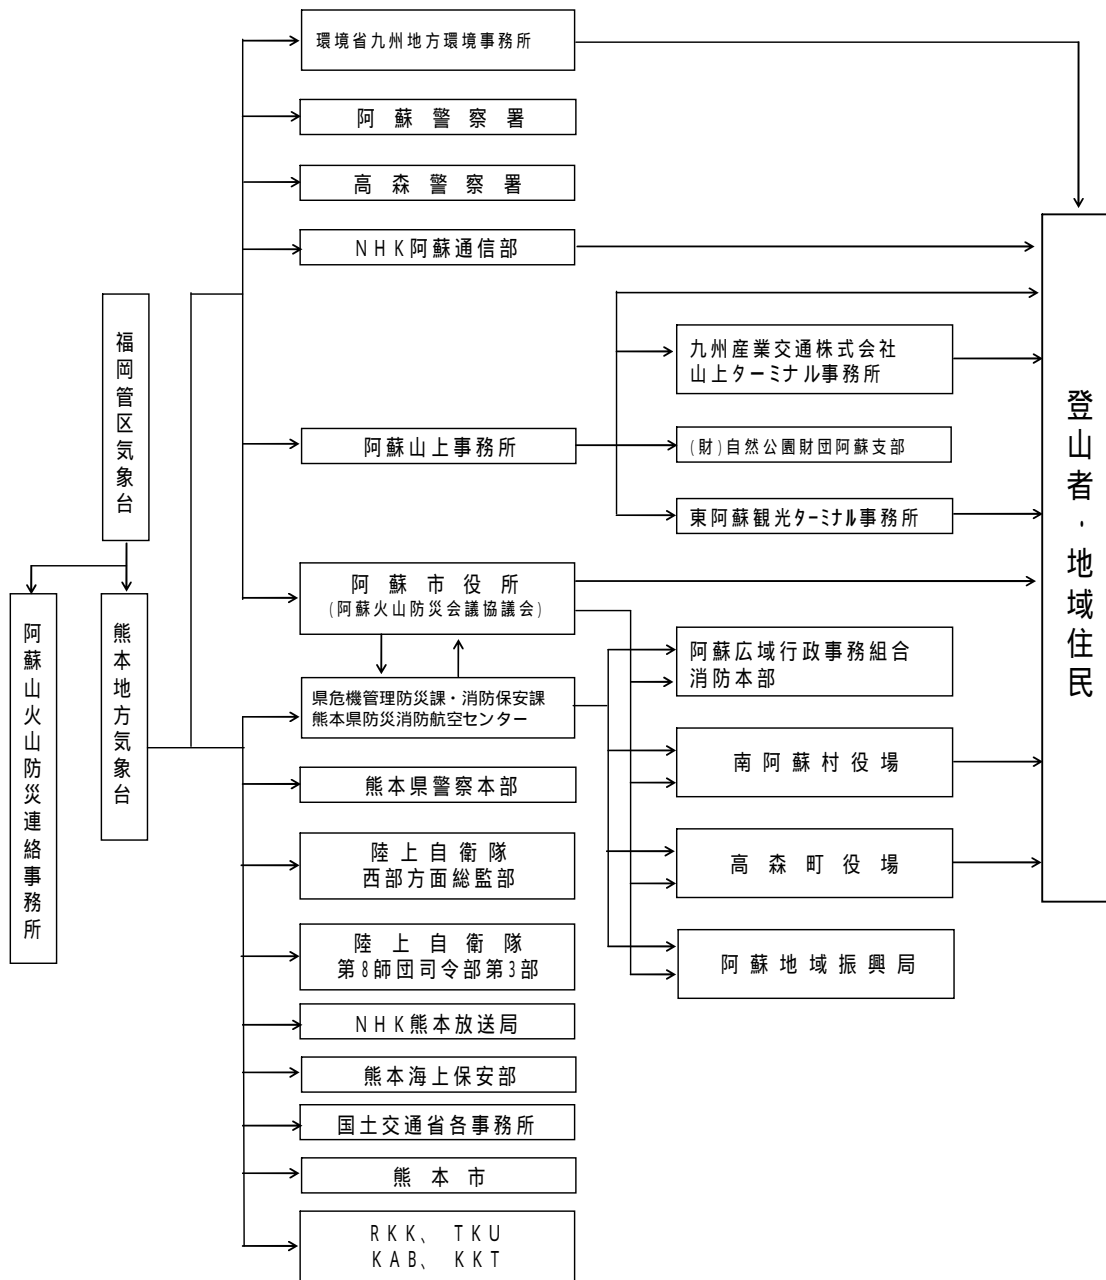 環境省九州地方環境事務所
阿蘇警察署
高森警察署
NHK阿蘇通信部
福岡管区気象台
九州産業交通株式会社
山上ターミナル事務所
阿蘇山上事務所
(財)自然公園財団阿蘇支部
東阿蘇観光ターミナル事務所
登山者・地域住民
阿蘇市役所
(阿蘇火山防災会議協議会)
阿蘇山火山防災連絡事務所
熊本地方気象台
阿蘇広域行政事務組合
消防本部
県危機管理防災課・消防保安課
熊本県防災消防航空センター
南阿蘇村役場
熊本県警察本部
高森町役場
陸上自衛隊
西部方面総監部
阿蘇地域振興局
陸上自衛隊
第8師団司令部第3部
NHK熊本放送局
熊本海上保安部
国土交通省各事務所
熊本市
RKK、 TKU
KAB、 KKT